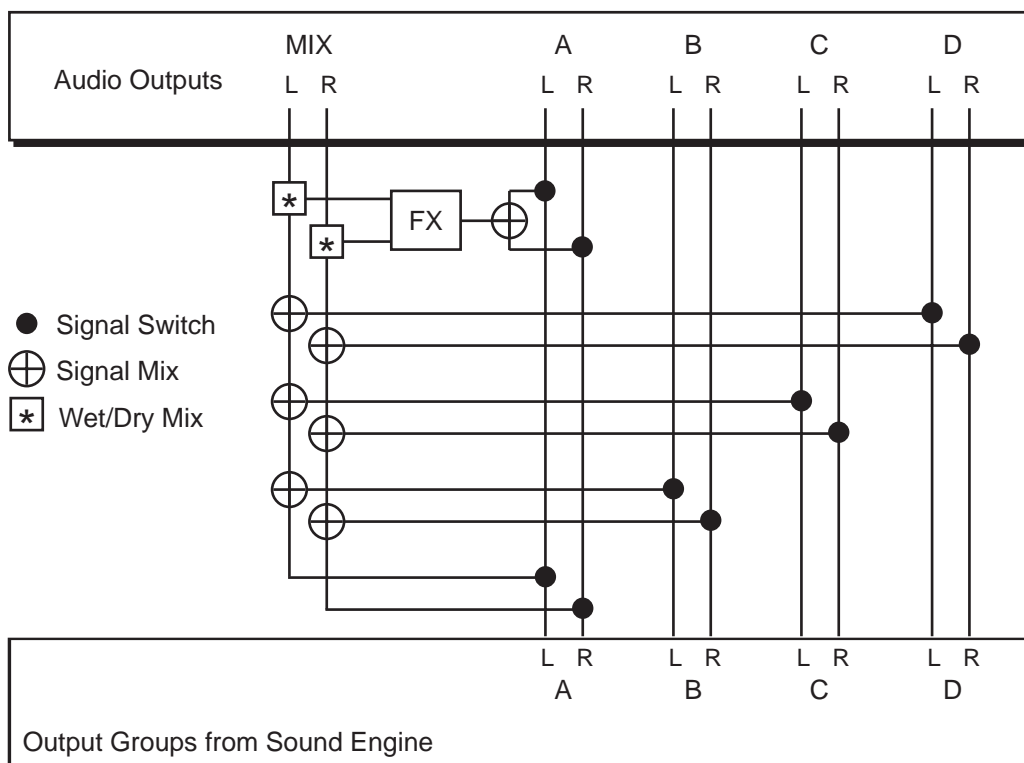 MIX A B C D
Audio Outputs
L R L R L R L R L R
*
FX
*
Signal Switch
Signal Mix
* Wet/Dry Mix
L R L R L R L R
A B C D
Output Groups from Sound Engine